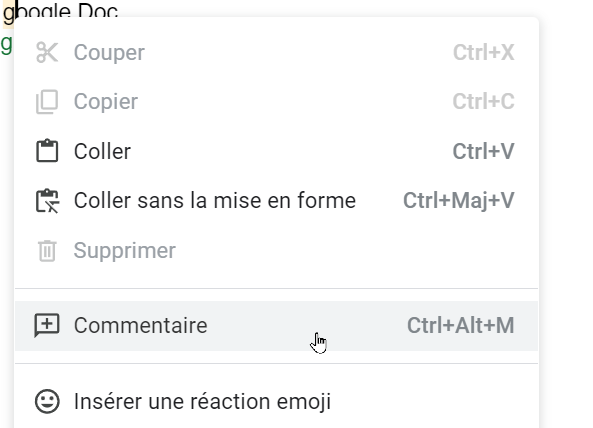 google Doc
g
Couper Ctrl+X
Copier Ctrl+C
Coller Ctrl+V
Coller sans la mise en forme Ctrl+Maj+V
Supprimer
Commentaire Ctrl+Alt+M
Insérer une réaction emoji